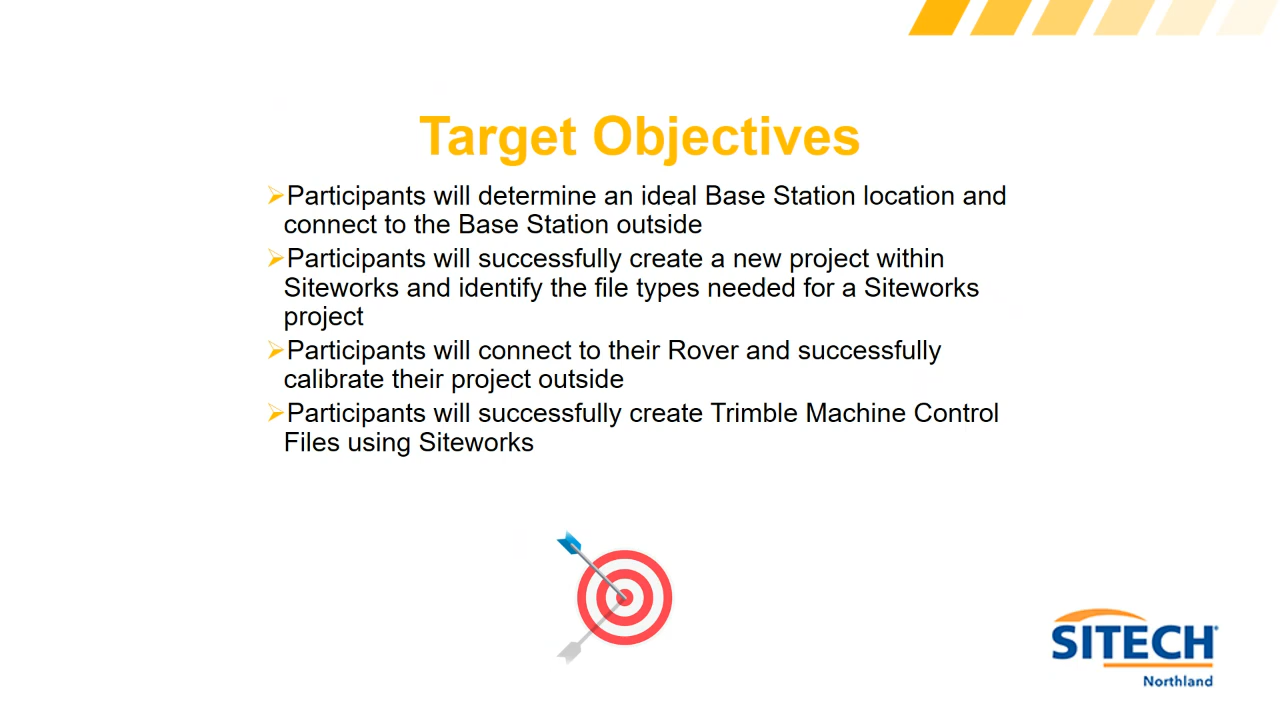 Target Objectives
➢Participants will determine an ideal Base Station location and
connect to the Base Station outside
➢Participants will successfully create a new project within
Siteworks and identify the file types needed for a Siteworks
project
➢Participants will connect to their Rover and successfully
calibrate their project outside
➢Participants will successfully create Trimble Machine Control
Files using Siteworks
SITECH
Northland